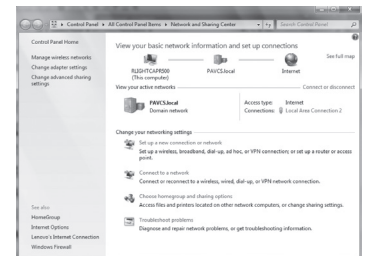 Control Panel ▸ All Control Panel Items ▸ Network and Sharing Center
Search Control Panel
Control Panel Home
Manage wireless networks
Change adapter settings
Change advanced sharing
settings
View your basic network information and set up connections
See full map
RLIGHTCAPR500
(This computer)
PAVCS.local
Internet
View your active networks
Connect or disconnect
PAVCS.local
Domain network
Access type: Internet
Connections: Local Area Connection 2
Change your networking settings
Set up a new connection or network
Set up a wireless, broadband, dial-up, ad hoc, or VPN connection; or set up a router or access
point.
Connect to a network
Connect or reconnect to a wireless, wired, dial-up, or VPN network connection.
Choose homegroup and sharing options
Access files and printers located on other network computers, or change sharing settings.
Troubleshoot problems
Diagnose and repair network problems, or get troubleshooting information.
See also
HomeGroup
Internet Options
Lenovo's Internet Connection
Windows Firewall